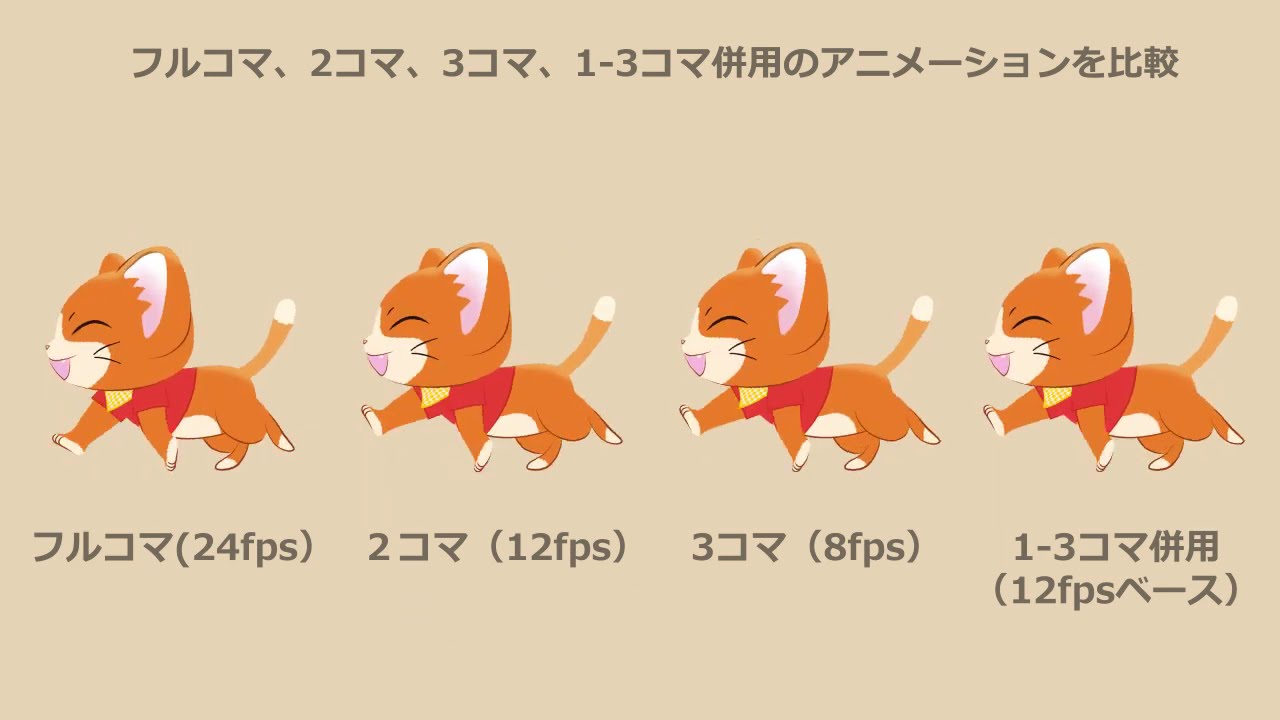 フルコマ、2コマ、3コマ、1-3コマ併用のアニメーションを比較
フルコマ(24fps）
２コマ（12fps）
3コマ（8fps）
1-3コマ併用
（12fpsベース）